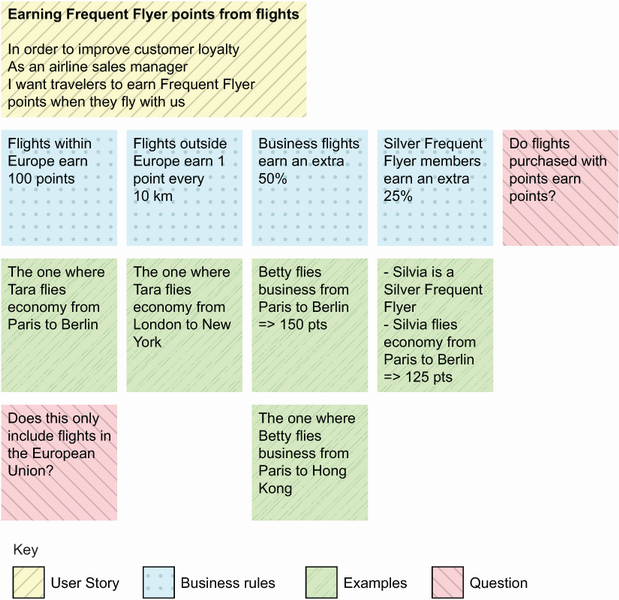 Earning Frequent Flyer points from flights
In order to improve customer loyalty
As an airline sales manager
I want travelers to earn Frequent Flyer
points when they fly with us
Flights within
Europe earn
100 points
Flights outside
Europe earn 1
point every
10 km
Business flights
earn an extra
50%
Silver Frequent
Flyer members
earn an extra
25%
Do flights
purchased with
points earn
points?
The one where
Tara flies
economy from
Paris to Berlin
The one where
Tara flies
economy from
London to New
York
Betty flies
business from
Paris to Berlin
=> 150 pts
- Silvia is a
Silver Frequent
Flyer
- Silvia flies
economy from
Paris to Berlin
=> 125 pts
Does this only
include flights in
the European
Union?
The one where
Betty flies
business from
Paris to Hong
Kong
Key
User Story
Business rules
Examples
Question